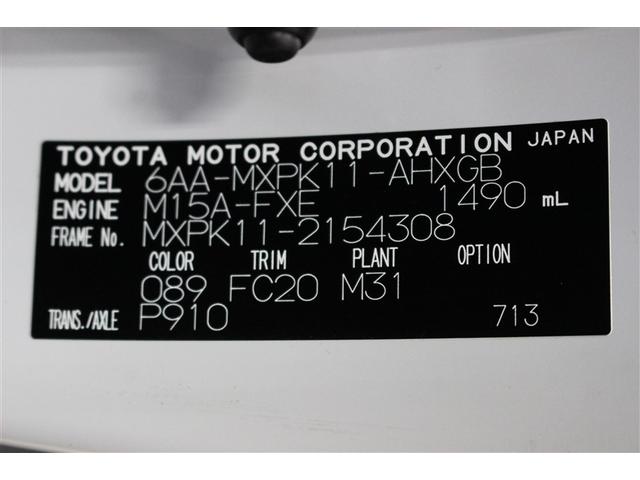 TOYOTA MOTOR CORPORATION JAPAN
MODEL 6AA-MXPK11-AHXGB
ENGINE M15A-FXE 1490 mL
FRAME No. MXPK11-2154308
COLOR TRIM PLANT OPTION
089 FC20 M31
TRANS./AXLE P910 713